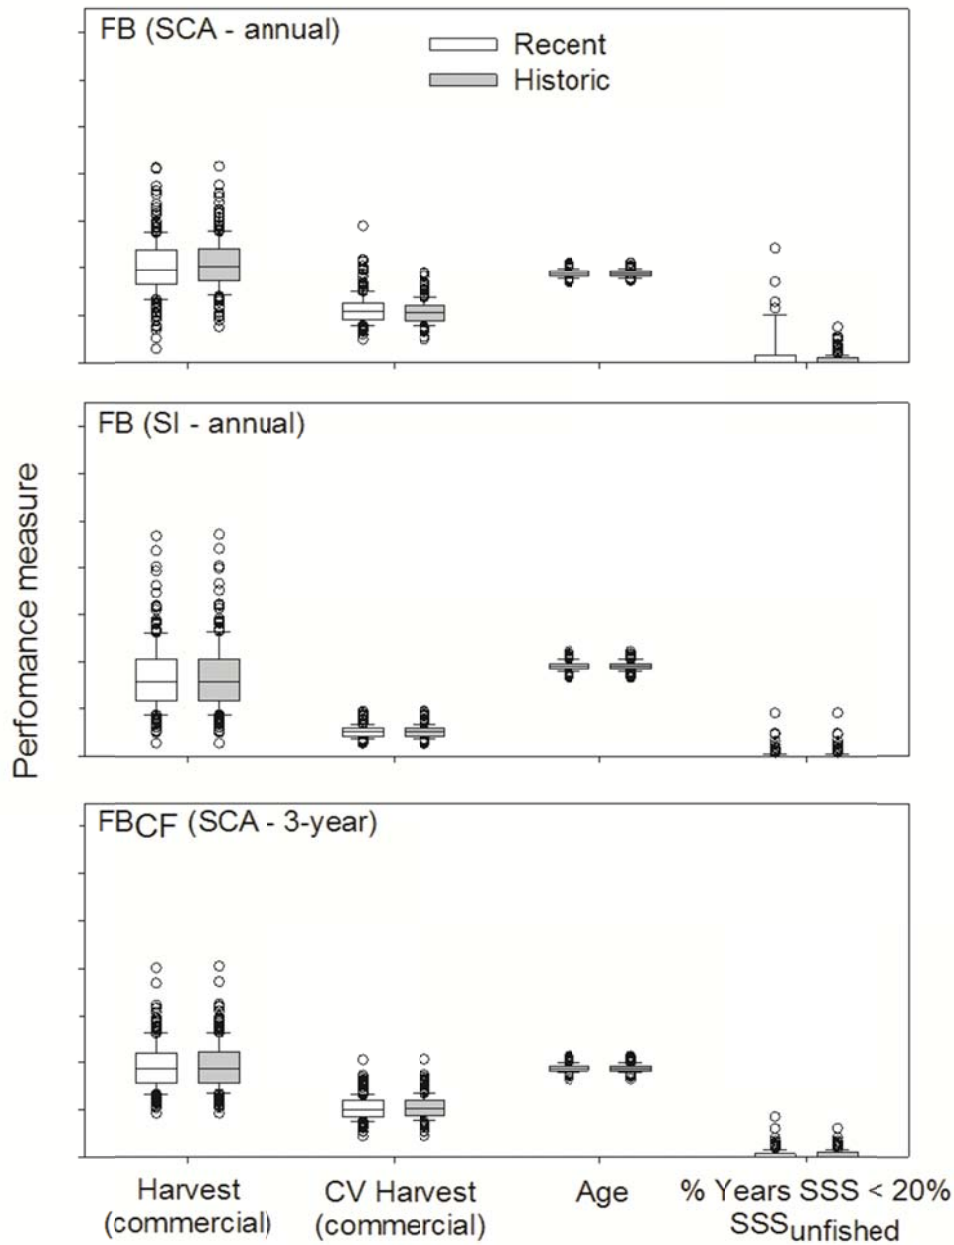 FB (SCA - annual)
Recent
Historic
FB (SI - annual)
Perfomance measure
FBCF (SCA - 3-year)
Harvest
(commercial)
CV Harvest
(commercial)
Age
% Years SSS < 20%
SSSunfished